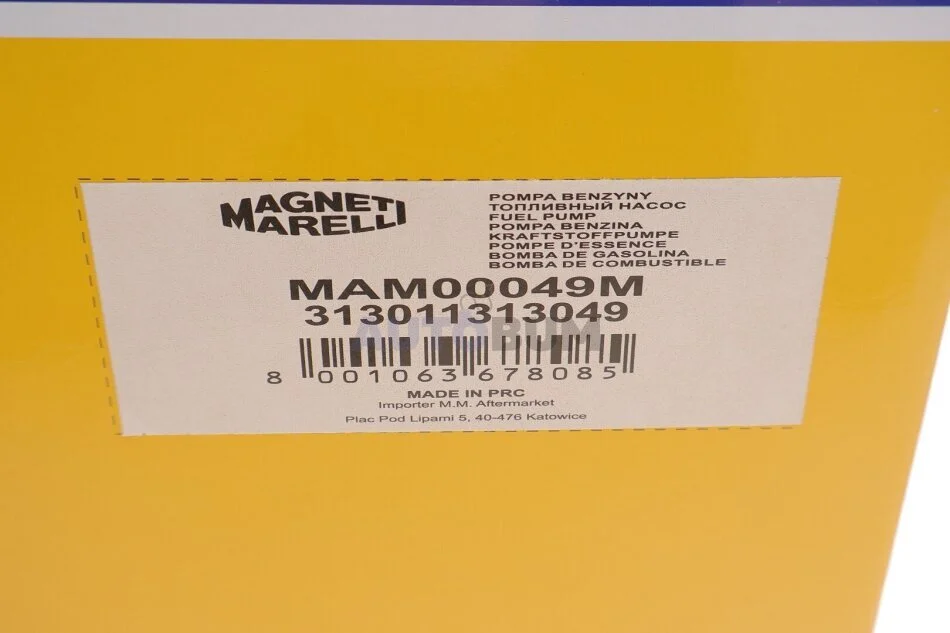 MAGNETI
MARELLI
POMPA BENZYNY
ТОПЛИВНЫЙ НАСОС
FUEL PUMP
POMPA BENZINA
KRAFTSTOFFPUMPE
POMPE D'ESSENCE
BOMBA DE GASOLINA
BOMBA DE COMBUSTIBLE
MAM00049M
313011313049
AUTOBUM
8 001063 678085
MADE IN PRC
Importer M.M. Aftermarket
Plac Pod Lipami 5, 40-476 Katowice